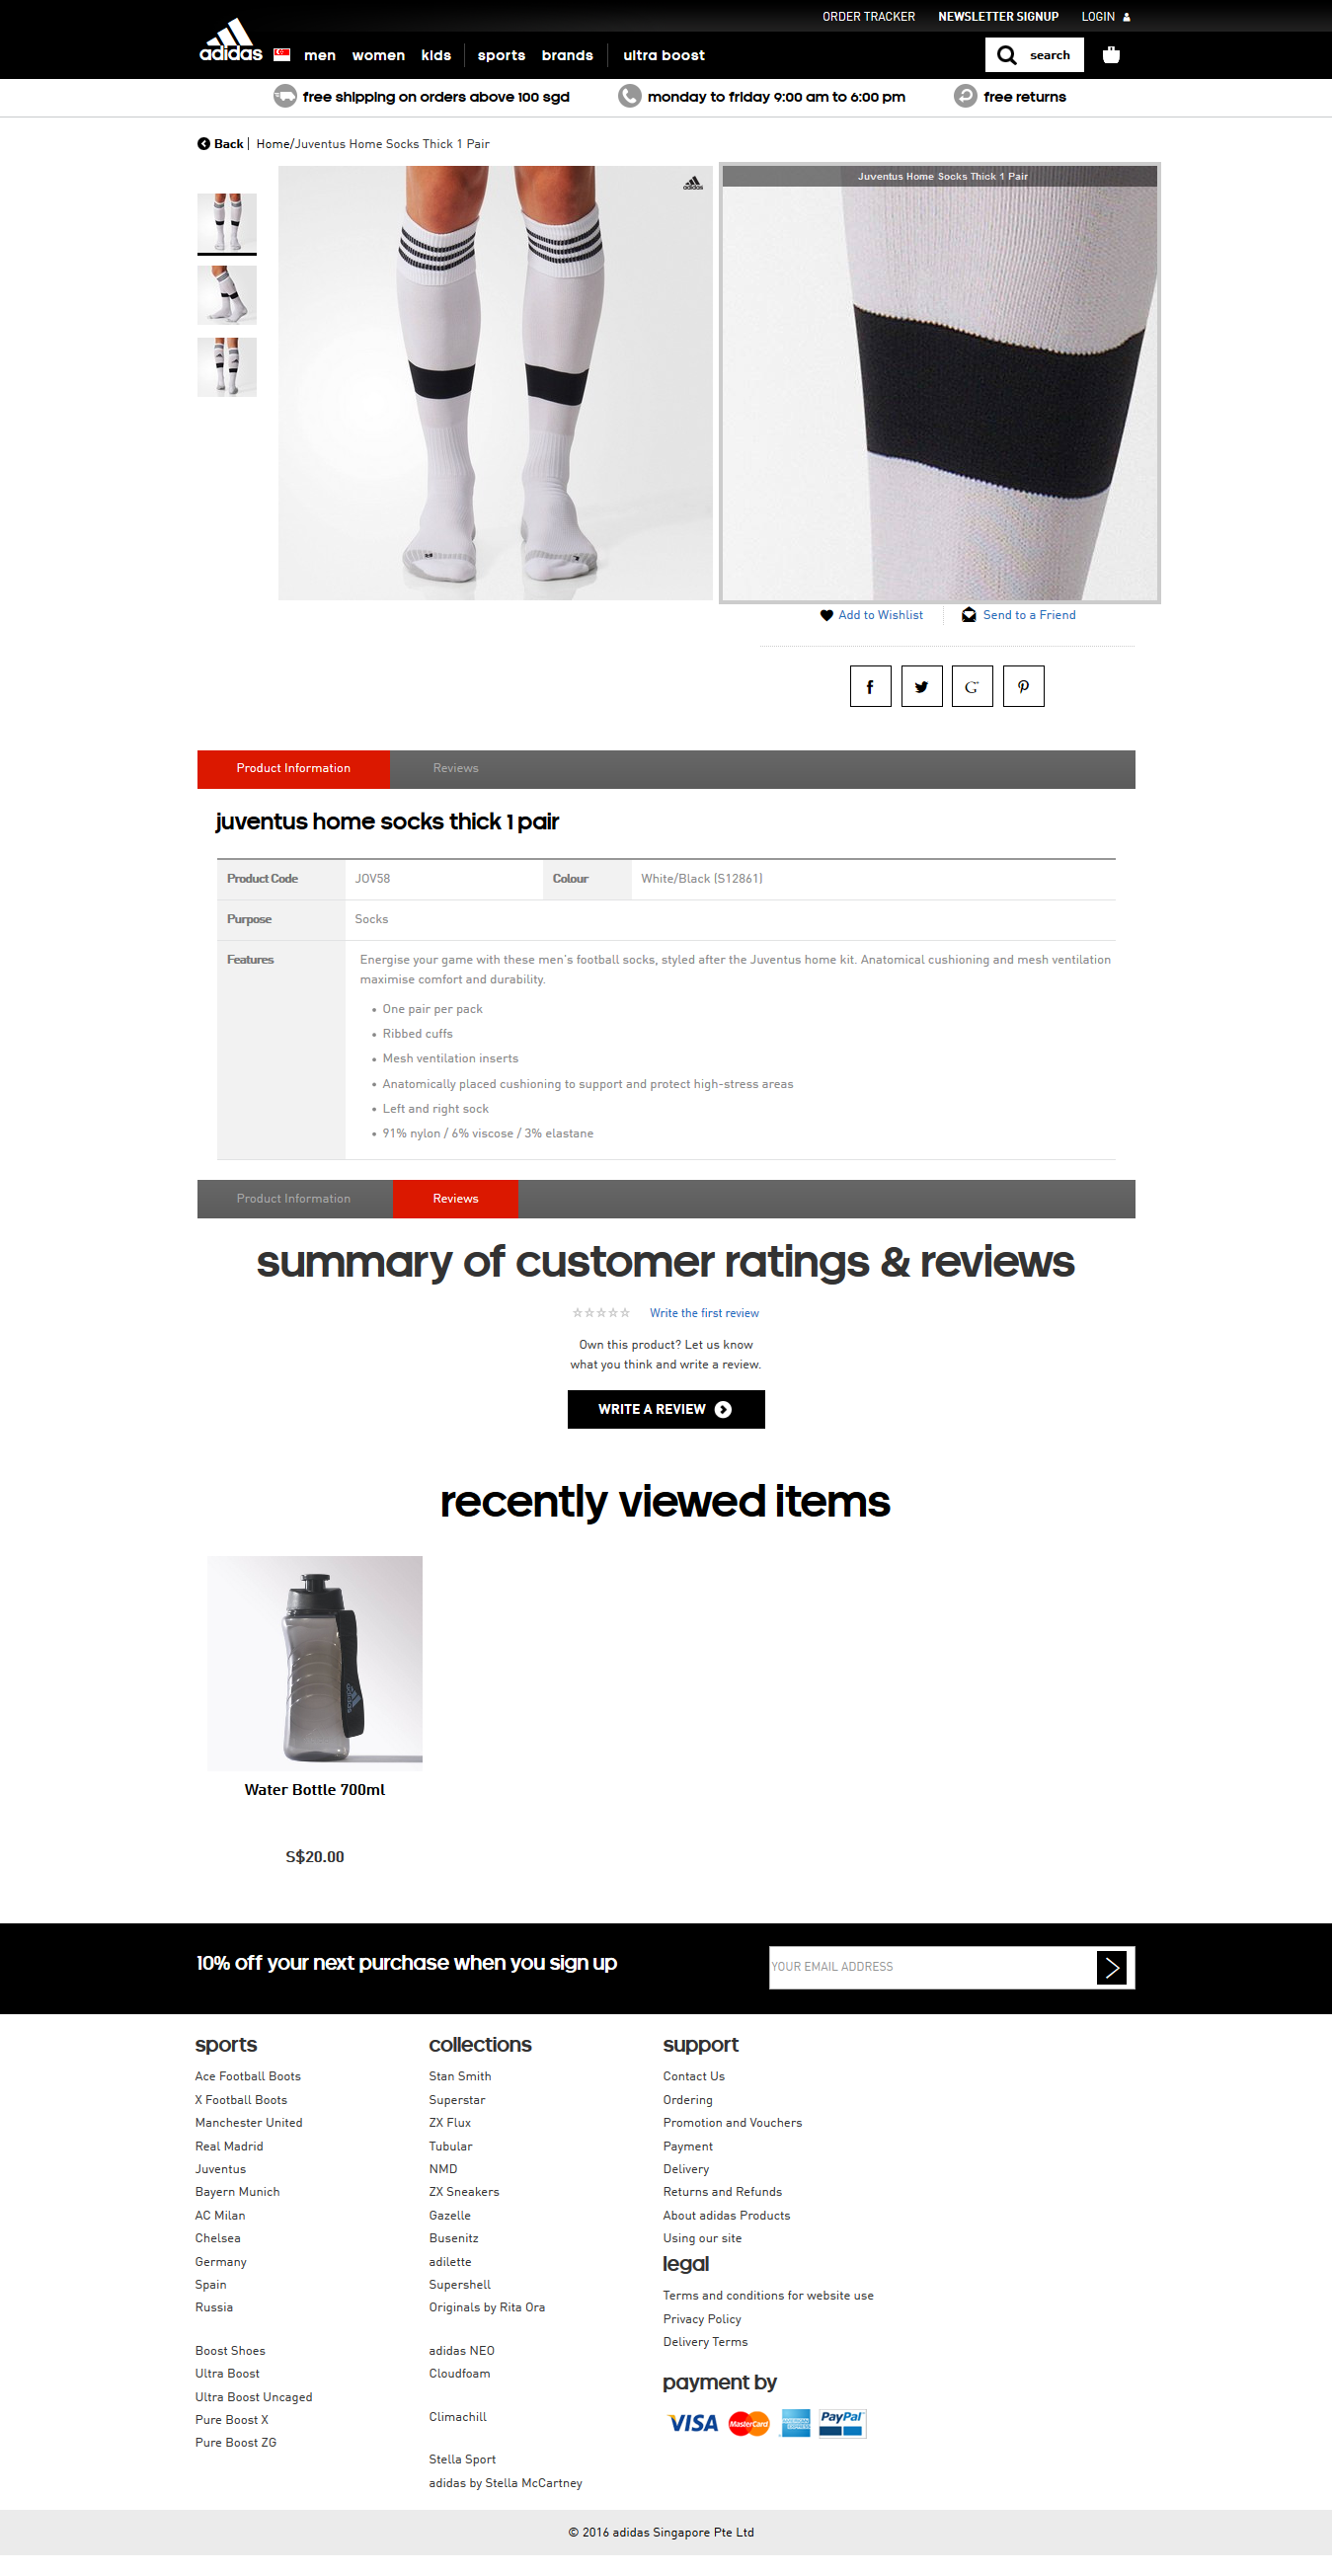 ORDER TRACKER NEWSLETTER SIGNUP LOGIN
adidas men women kids sports brands ultra boost search
free shipping on orders above 100 sgd monday to friday 9:00 am to 6:00 pm free returns
Back | Home/Juventus Home Socks Thick 1 Pair
adidas
Juventus Home Socks Thick 1 Pair
Add to Wishlist Send to a Friend
Product Information Reviews
juventus home socks thick 1 pair
Product Code JOV58 Colour White/Black (S12861)
Purpose Socks
Features Energise your game with these men's football socks, styled after the Juventus home kit. Anatomical cushioning and mesh ventilation
maximise comfort and durability.
• One pair per pack
• Ribbed cuffs
• Mesh ventilation inserts
• Anatomically placed cushioning to support and protect high-stress areas
• Left and right sock
• 91% nylon / 6% viscose / 3% elastane
Product Information Reviews
summary of customer ratings & reviews
Write the first review
Own this product? Let us know
what you think and write a review.
WRITE A REVIEW
recently viewed items
adidas
Water Bottle 700ml
S$20.00
10% off your next purchase when you sign up YOUR EMAIL ADDRESS
sports
Ace Football Boots
X Football Boots
Manchester United
Real Madrid
Juventus
Bayern Munich
AC Milan
Chelsea
Germany
Spain
Russia
Boost Shoes
Ultra Boost
Ultra Boost Uncaged
Pure Boost X
Pure Boost ZG
collections
Stan Smith
Superstar
ZX Flux
Tubular
NMD
ZX Sneakers
Gazelle
Busenitz
adilette
Supershell
Originals by Rita Ora
adidas NEO
Cloudfoam
Climachill
Stella Sport
adidas by Stella McCartney
support
Contact Us
Ordering
Promotion and Vouchers
Payment
Delivery
Returns and Refunds
About adidas Products
Using our site
legal
Terms and conditions for website use
Privacy Policy
Delivery Terms
payment by
VISA MasterCard AMERICAN EXPRESS PayPal
© 2016 adidas Singapore Pte Ltd